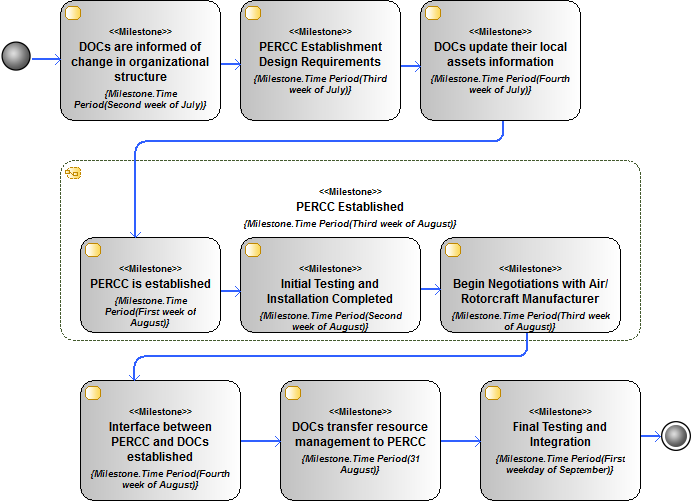 <<Milestone>>
DOCs are informed of
change in organizational
structure
{Milestone.Time
Period(Second week of July)}
<<Milestone>>
PERCC Establishment
Design Requirements
{Milestone.Time Period(Third
week of July)}
<<Milestone>>
DOCs update their local
assets information
{Milestone.Time Period(Fourth
week of July)}
<<Milestone>>
PERCC Established
{Milestone.Time Period(Third week of August)}
<<Milestone>>
PERCC is established
{Milestone.Time
Period(First week of
August)}
<<Milestone>>
Initial Testing and
Installation Completed
{Milestone.Time Period(Second
week of August)}
<<Milestone>>
Begin Negotiations with Air/
Rotorcraft Manufacturer
{Milestone.Time Period(Third week
of August)}
<<Milestone>>
Interface between
PERCC and DOCs
established
{Milestone.Time Period(Fourth
week of August)}
<<Milestone>>
DOCs transfer resource
management to PERCC
{Milestone.Time Period(31
August)}
<<Milestone>>
Final Testing and
Integration
{Milestone.Time Period(First
weekday of September)}